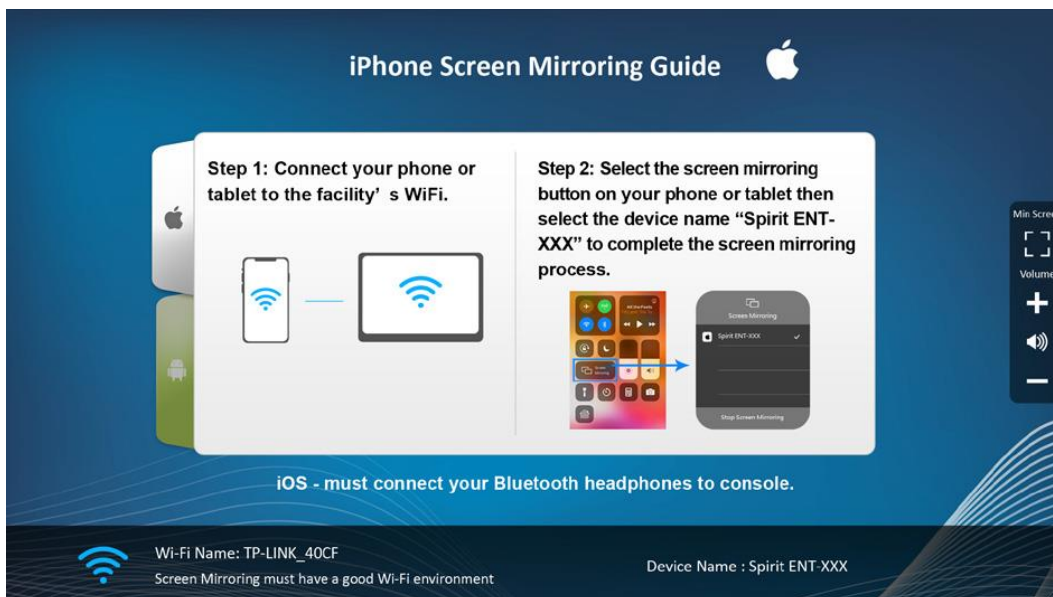 iPhone Screen Mirroring Guide
Step 1: Connect your phone or
tablet to the facility' s WiFi.
Step 2: Select the screen mirroring
button on your phone or tablet then
select the device name “Spirit ENT-
XXX” to complete the screen mirroring
process.
Screen
Mirroring
Screen Mirroring
Spirit ENT-XXX
Stop Screen Mirroring
Min Scree
Volume
iOS - must connect your Bluetooth headphones to console.
Wi-Fi Name: TP-LINK_40CF
Screen Mirroring must have a good Wi-Fi environment
Device Name : Spirit ENT-XXX